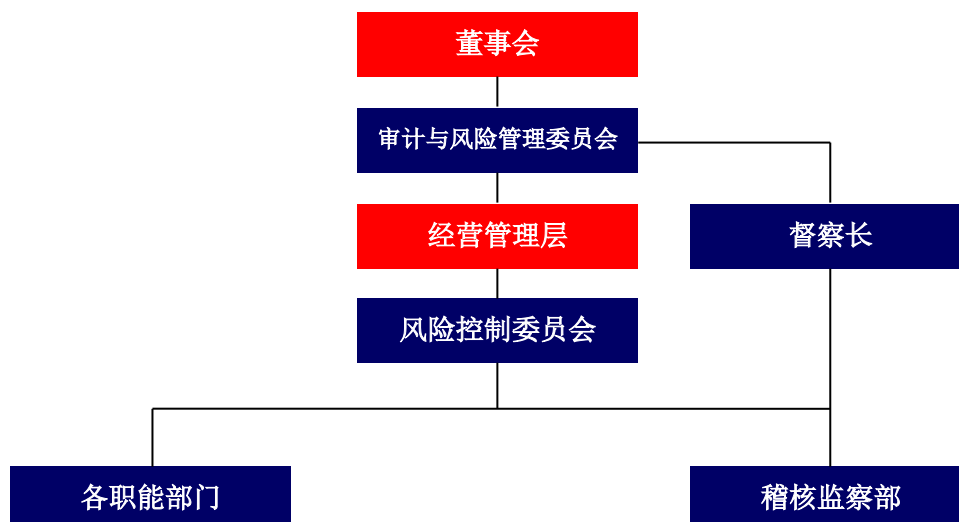 董事会
审计与风险管理委员会
经营管理层
督察长
风险控制委员会
各职能部门
稽核监察部